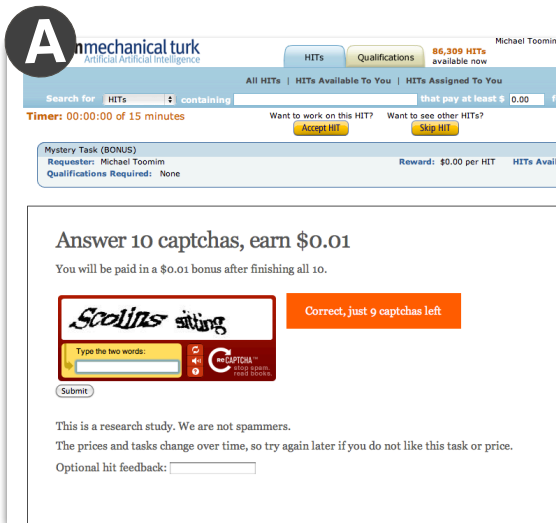 A
mechanical turk
Artificial Artificial Intelligence
Michael Toomim
HITs
Qualifications
86,309 HITs
available now
All HITs | HITs Available To You | HITs Assigned To You
Search for HITs containing that pay at least $ 0.00 f
Timer: 00:00:00 of 15 minutes
Want to work on this HIT? Want to see other HITs?
Accept HIT Skip HIT
Mystery Task (BONUS)
Requester: Michael Toomim Reward: $0.00 per HIT HITs Avai
Qualifications Required: None
Answer 10 captchas, earn $0.01
You will be paid in a $0.01 bonus after finishing all 10.
Scolins sitting
Correct, just 9 captchas left
Type the two words:
reCAPTCHA™
stop spam.
read books.
Submit
This is a research study. We are not spammers.
The prices and tasks change over time, so try again later if you do not like this task or price.
Optional hit feedback: